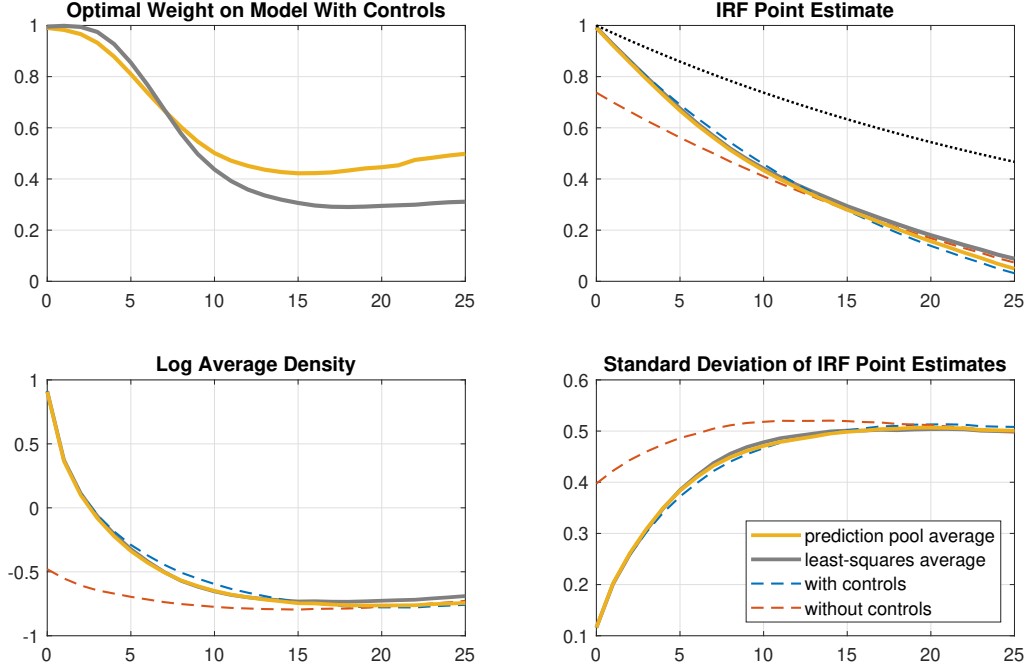 Optimal Weight on Model With Controls
1
0.8
0.6
0.4
0.2
0
0 5 10 15 20 25
IRF Point Estimate
1
0.8
0.6
0.4
0.2
0
0 5 10 15 20 25
Log Average Density
1
0.5
0
-0.5
-1
0 5 10 15 20 25
Standard Deviation of IRF Point Estimates
0.6
0.5
0.4
0.3
0.2
0.1
0 5 10 15 20 25
prediction pool average
least-squares average
with controls
without controls